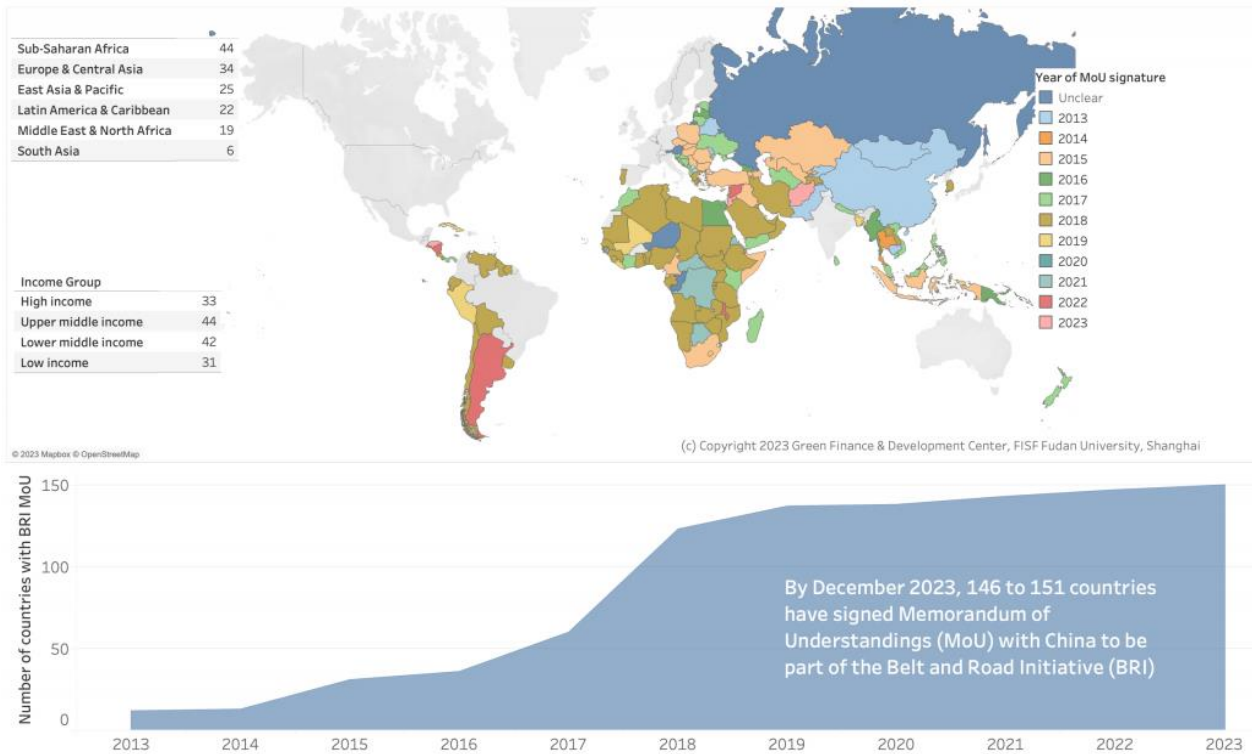 Sub-Saharan Africa 44
Europe & Central Asia 34
East Asia & Pacific 25
Latin America & Caribbean 22
Middle East & North Africa 19
South Asia 6
Income Group
High income 33
Upper middle income 44
Lower middle income 42
Low income 31
Year of MoU signature
Unclear
2013
2014
2015
2016
2017
2018
2019
2020
2021
2022
2023
© 2023 Mapbox © OpenStreetMap
(c) Copyright 2023 Green Finance & Development Center, FISF Fudan University, Shanghai
Number of countries with BRI MoU
150
100
50
0
By December 2023, 146 to 151 countries
have signed Memorandum of
Understandings (MoU) with China to be
part of the Belt and Road Initiative (BRI)
2013 2014 2015 2016 2017 2018 2019 2020 2021 2022 2023